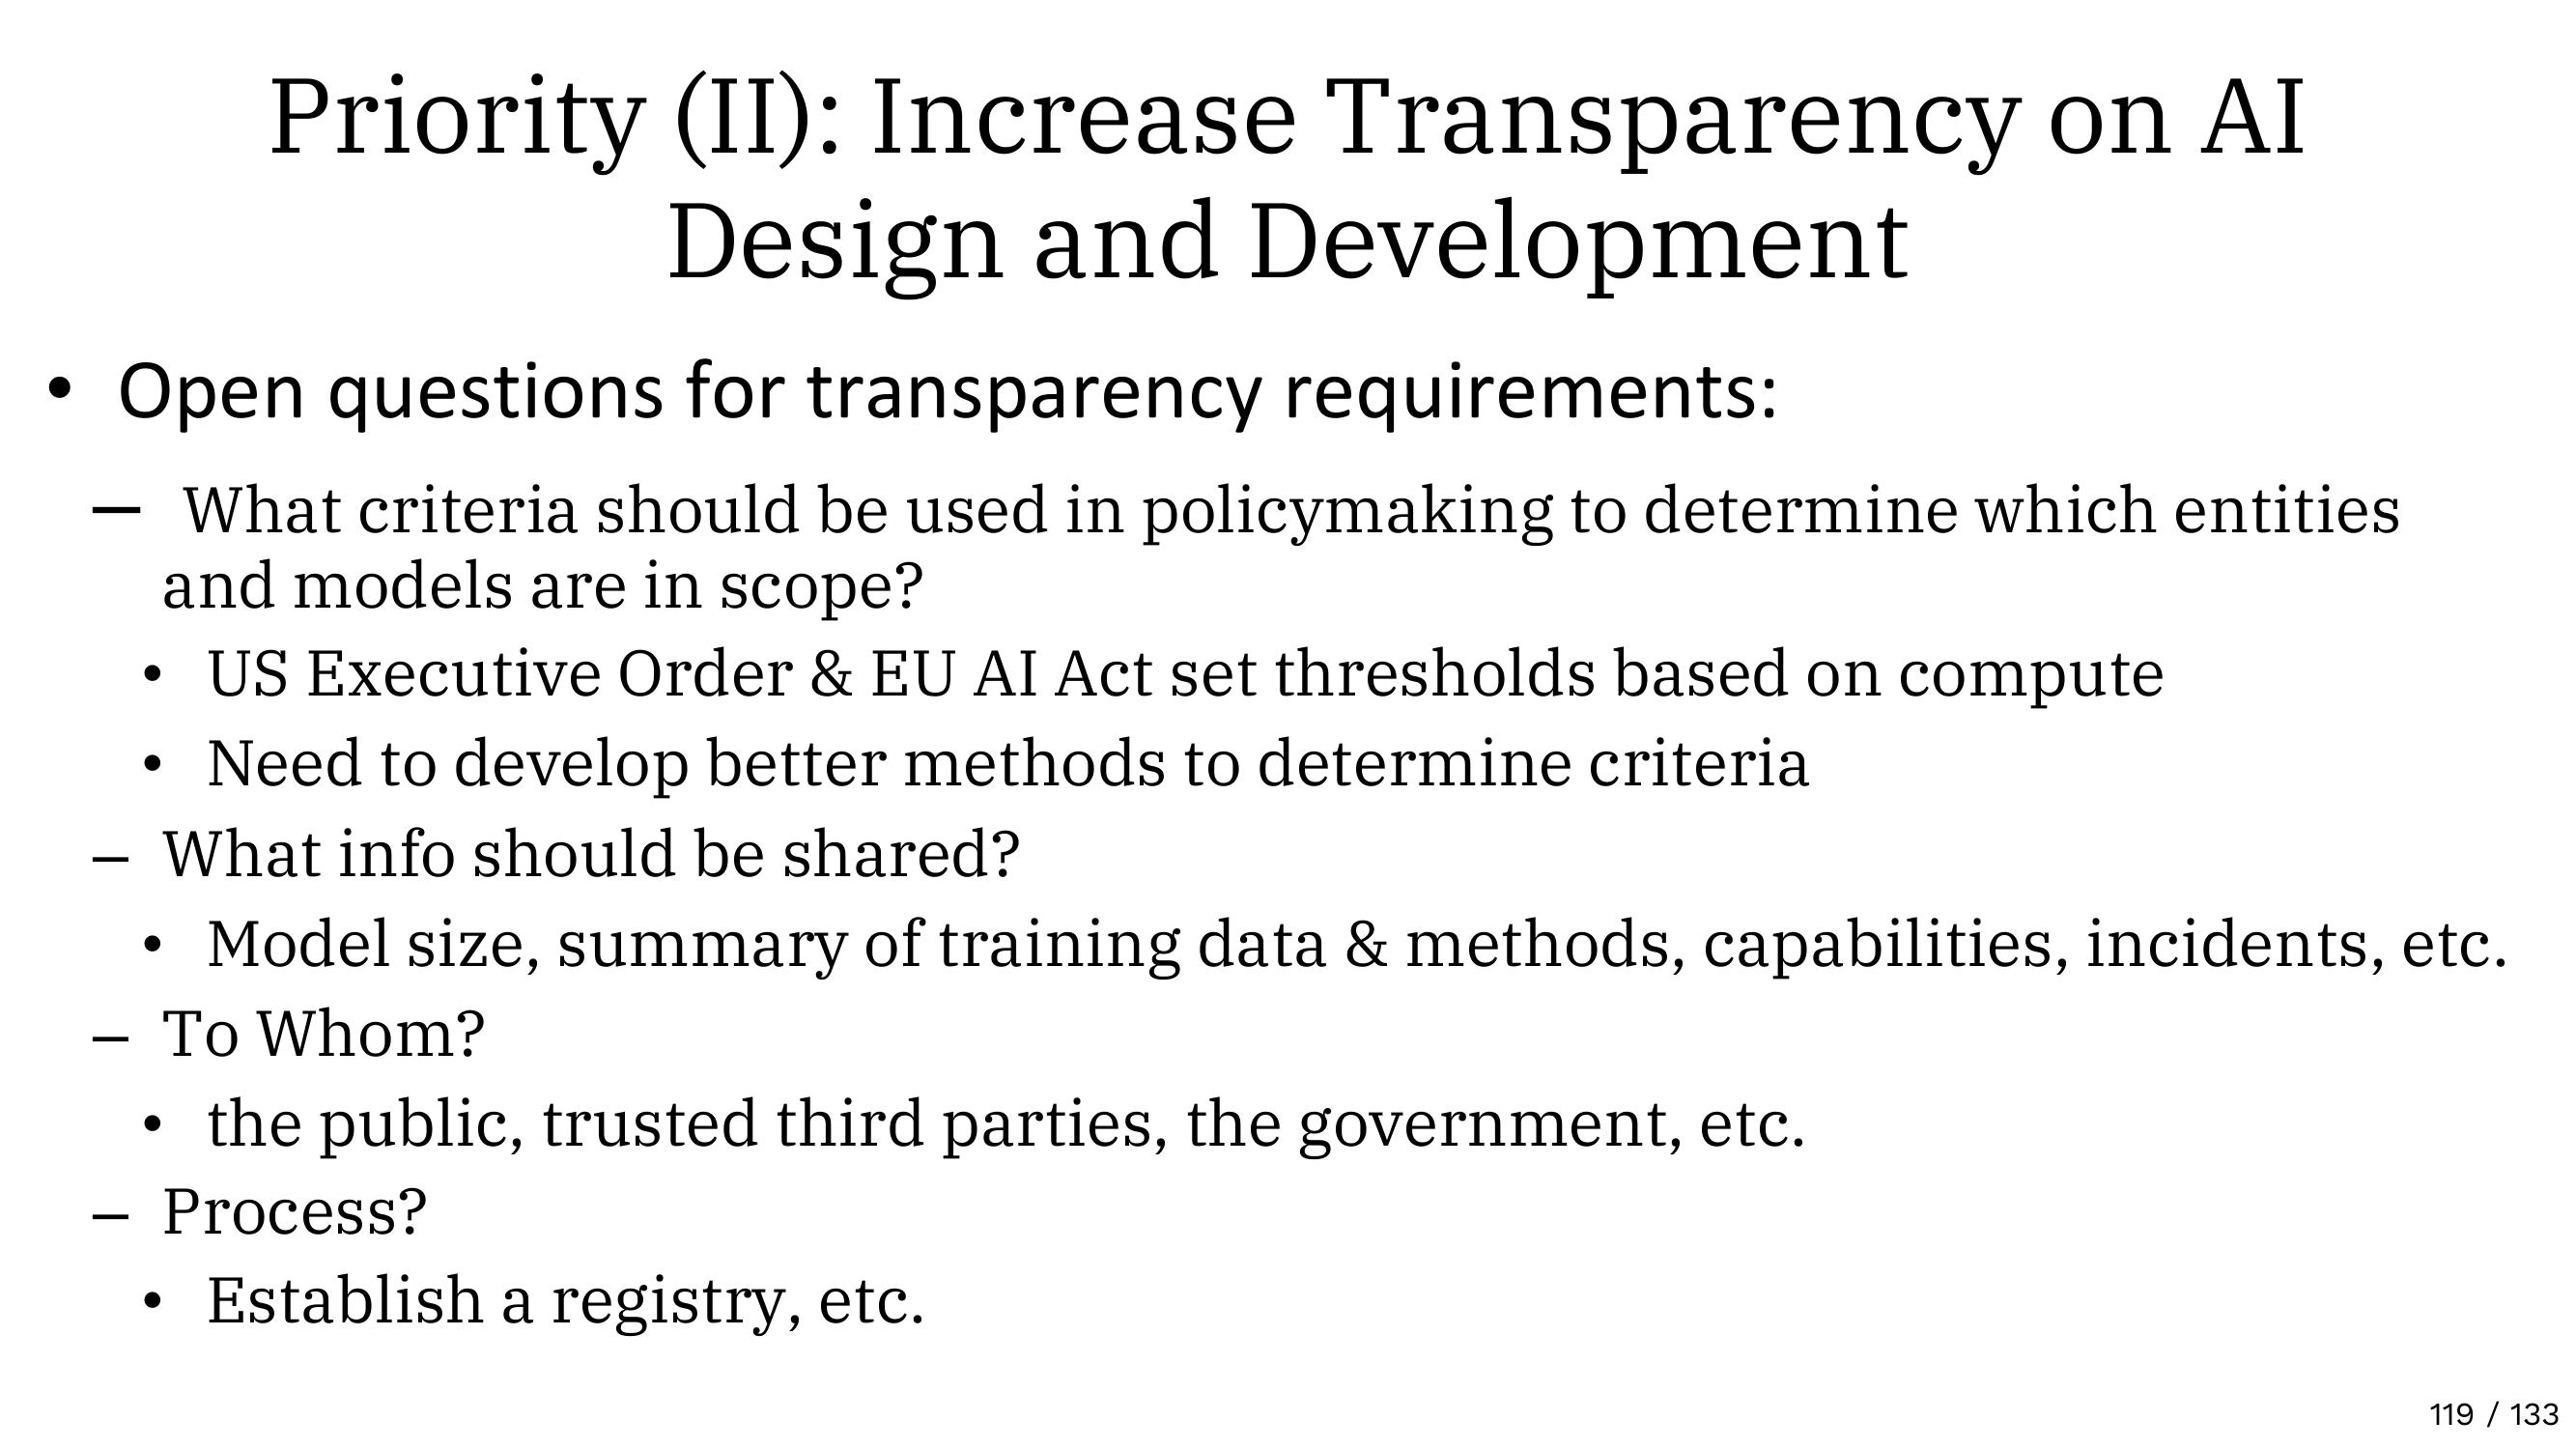 Priority (II): Increase Transparency on AI
Design and Development
• Open questions for transparency requirements:
– What criteria should be used in policymaking to determine which entities
and models are in scope?
• US Executive Order & EU AI Act set thresholds based on compute
• Need to develop better methods to determine criteria
– What info should be shared?
• Model size, summary of training data & methods, capabilities, incidents, etc.
– To Whom?
• the public, trusted third parties, the government, etc.
– Process?
• Establish a registry, etc.
119 / 133